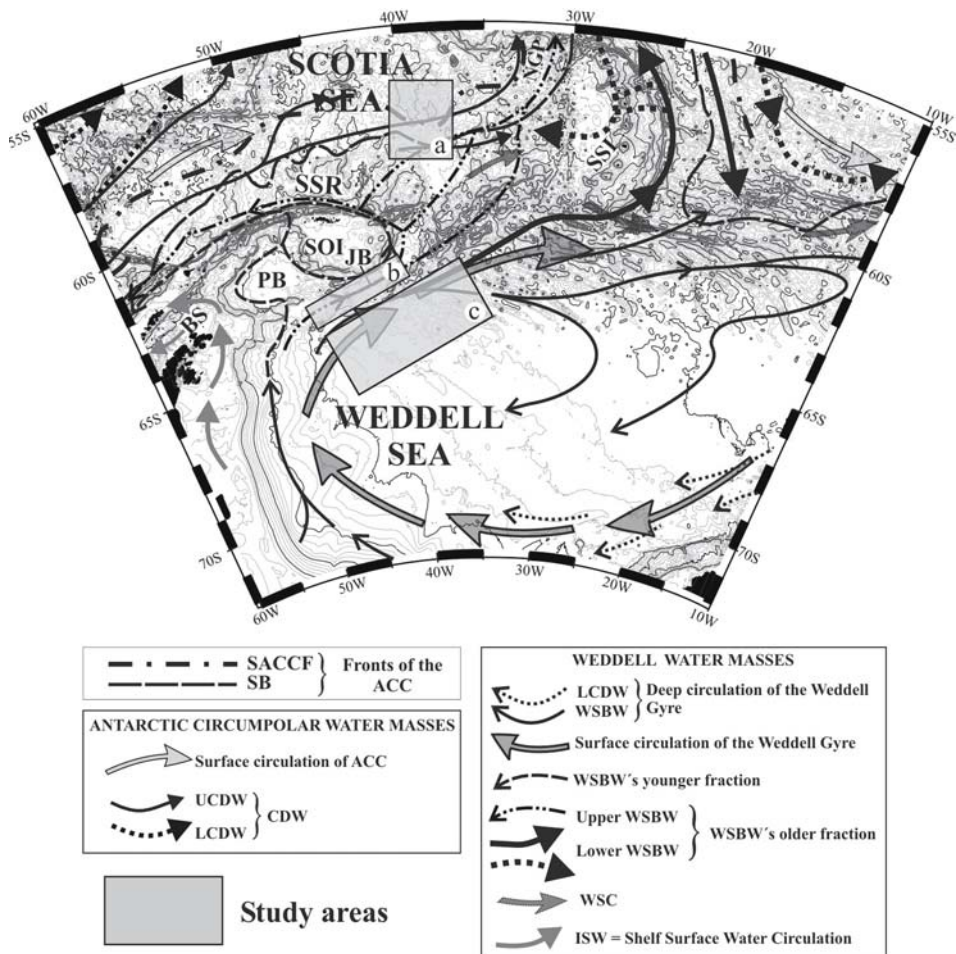 40W
30W
50W
20W
60W
10W
55S
55S
SCOTIA
SEA
NGP
a
SSI
SSR
SOI
JB
PB
b
c
BS
60S
60S
WEDDELL
SEA
65S
65S
70S
70S
60W
50W
40W
30W
20W
10W
SACCF
SB
Fronts of the
ACC
ANTARCTIC CIRCUMPOLAR WATER MASSES
Surface circulation of ACC
UCDW
LCDW
CDW
Study areas
WEDDELL WATER MASSES
LCDW
WSBW
Deep circulation of the Weddell
Gyre
Surface circulation of the Weddell Gyre
WSBW´s younger fraction
Upper WSBW
Lower WSBW
WSBW´s older fraction
WSC
ISW = Shelf Surface Water Circulation